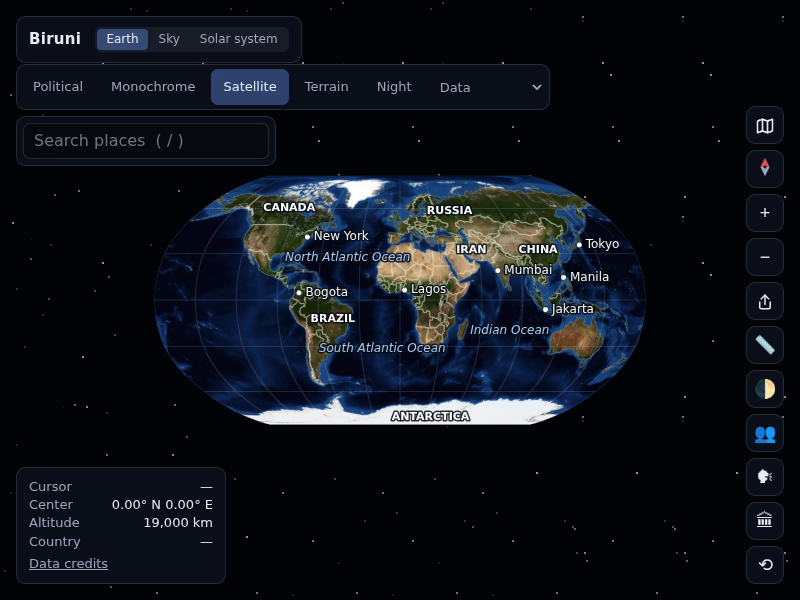 Biruni Earth Sky Solar system
Political Monochrome Satellite Terrain Night Data
Search places ( / )
CANADA
RUSSIA
New York
Tokyo
North Atlantic Ocean
IRAN
CHINA
Mumbai
Manila
Bogota
Lagos
Jakarta
BRAZIL
Indian Ocean
South Atlantic Ocean
ANTARCTICA
+
−
Cursor —
Center 0.00° N 0.00° E
Altitude 19,000 km
Country —
Data credits